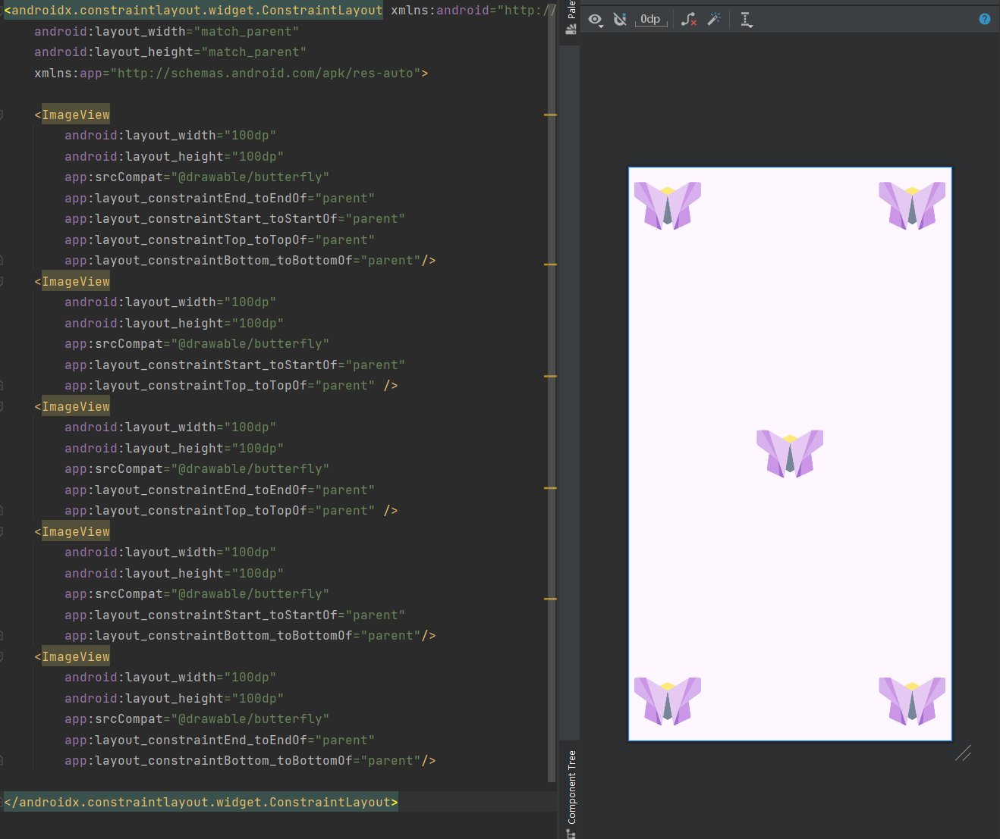 <androidx.constraintlayout.widget.ConstraintLayout xmlns:android="http://
    android:layout_width="match_parent"
    android:layout_height="match_parent"
    xmlns:app="http://schemas.android.com/apk/res-auto">
    <ImageView
        android:layout_width="100dp"
        android:layout_height="100dp"
        app:srcCompat="@drawable/butterfly"
        app:layout_constraintEnd_toEndOf="parent"
        app:layout_constraintStart_toStartOf="parent"
        app:layout_constraintTop_toTopOf="parent"
        app:layout_constraintBottom_toBottomOf="parent"/>
    <ImageView
        android:layout_width="100dp"
        android:layout_height="100dp"
        app:srcCompat="@drawable/butterfly"
        app:layout_constraintStart_toStartOf="parent"
        app:layout_constraintTop_toTopOf="parent" />
    <ImageView
        android:layout_width="100dp"
        android:layout_height="100dp"
        app:srcCompat="@drawable/butterfly"
        app:layout_constraintEnd_toEndOf="parent"
        app:layout_constraintTop_toTopOf="parent" />
    <ImageView
        android:layout_width="100dp"
        android:layout_height="100dp"
        app:srcCompat="@drawable/butterfly"
        app:layout_constraintStart_toStartOf="parent"
        app:layout_constraintBottom_toBottomOf="parent"/>
    <ImageView
        android:layout_width="100dp"
        android:layout_height="100dp"
        app:srcCompat="@drawable/butterfly"
        app:layout_constraintEnd_toEndOf="parent"
        app:layout_constraintBottom_toBottomOf="parent"/>
</androidx.constraintlayout.widget.ConstraintLayout>
Pale
0dp
?
Component Tree